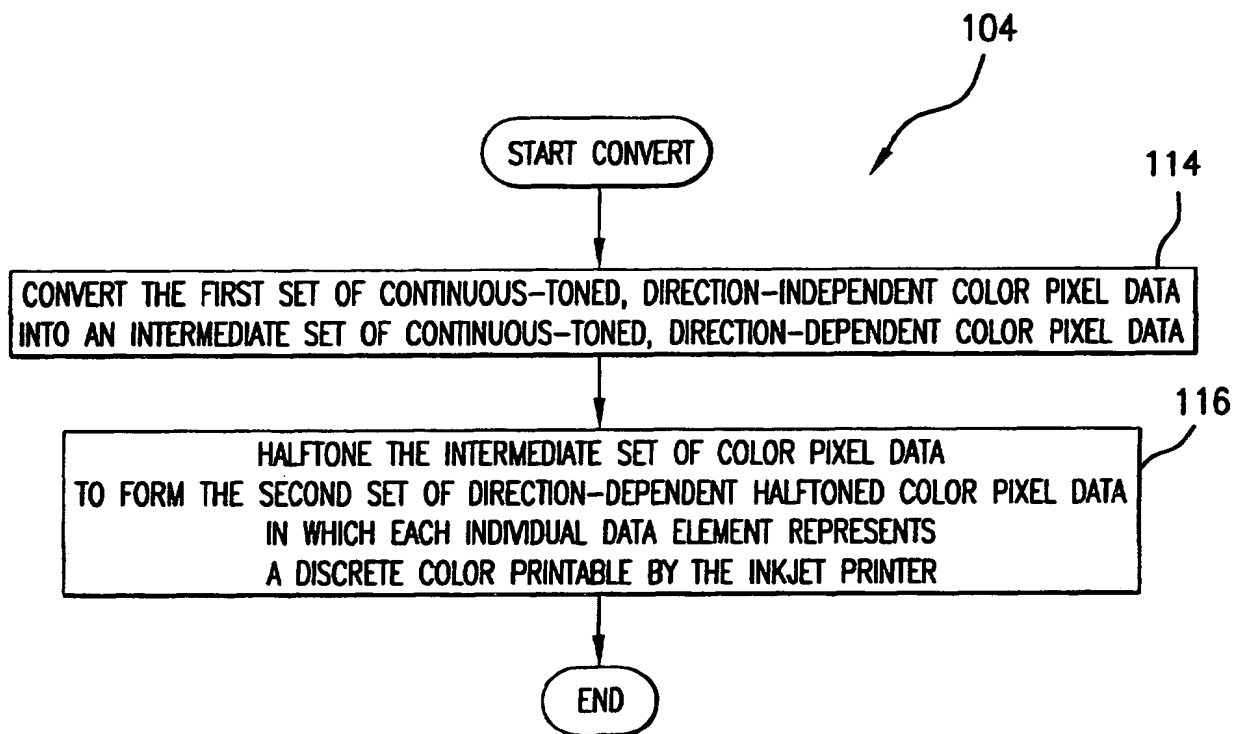 104
START CONVERT
114
CONVERT THE FIRST SET OF CONTINUOUS-TONED, DIRECTION-INDEPENDENT COLOR PIXEL DATA
INTO AN INTERMEDIATE SET OF CONTINUOUS-TONED, DIRECTION-DEPENDENT COLOR PIXEL DATA
116
HALFTONE THE INTERMEDIATE SET OF COLOR PIXEL DATA
TO FORM THE SECOND SET OF DIRECTION-DEPENDENT HALFTONED COLOR PIXEL DATA
IN WHICH EACH INDIVIDUAL DATA ELEMENT REPRESENTS
A DISCRETE COLOR PRINTABLE BY THE INKJET PRINTER
END